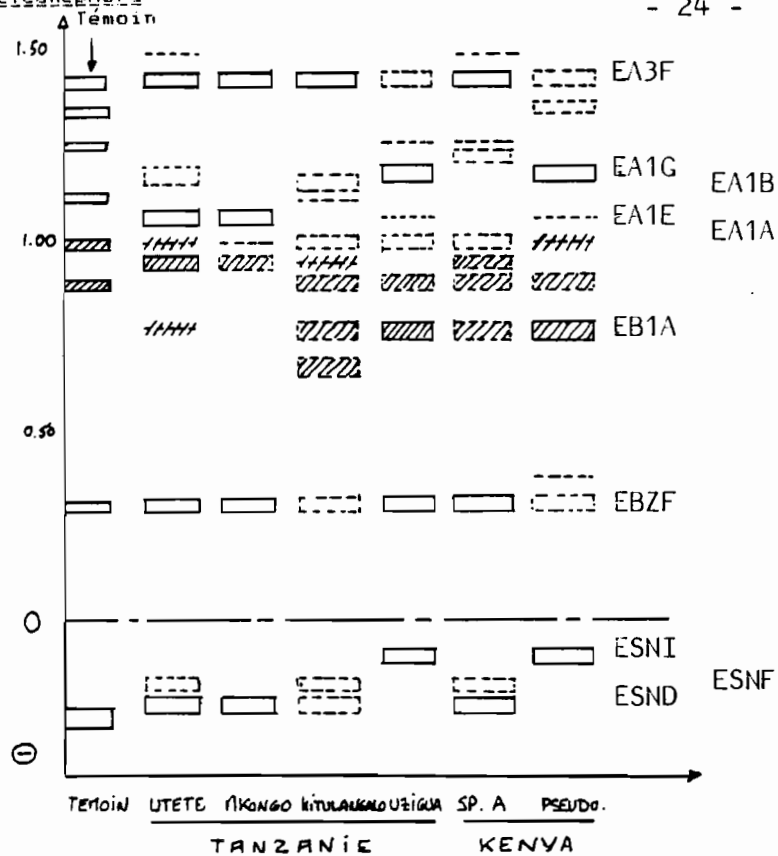 - 24 -
Témoin
1.50
EA3F
EA1G
EA1B
EA1E
EA1A
1.00
EB1A
0.50
EBZF
0
ESNI
ESNF
ESND
TEMOIN UTETE MKONGO UZIGUA SP. A PSEUDO.
TANZANIE KENYA